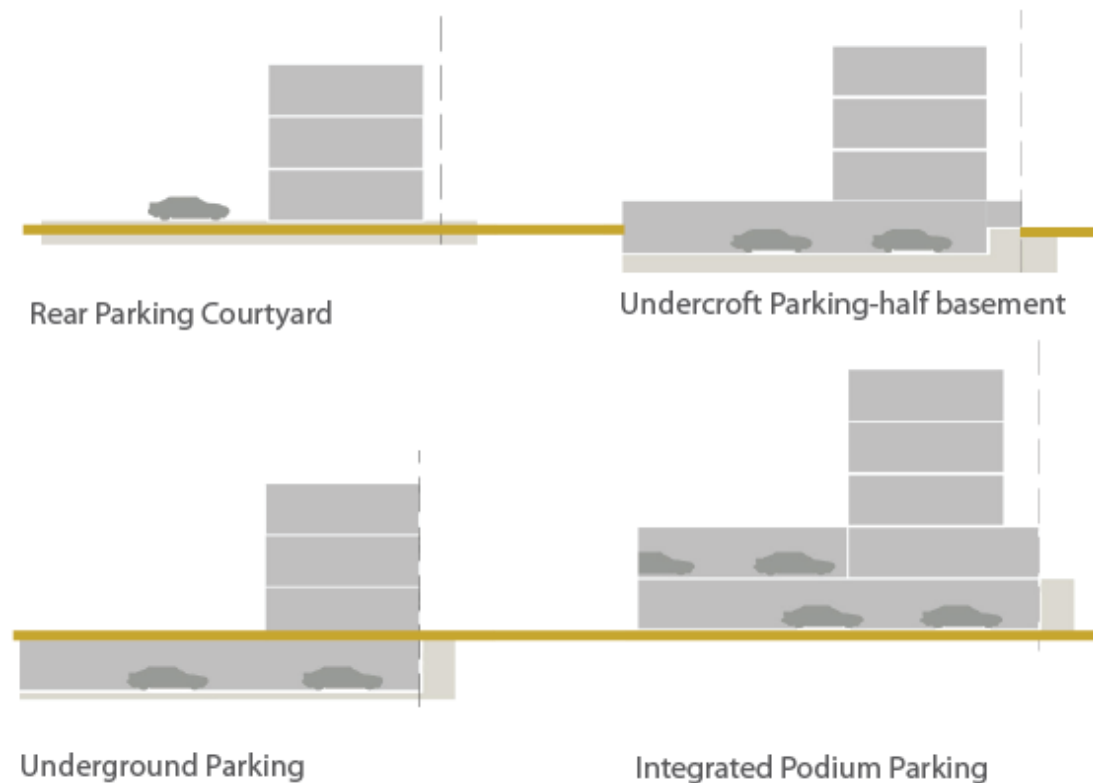 Rear Parking Courtyard
Undercroft Parking-half basement
Underground Parking
Integrated Podium Parking